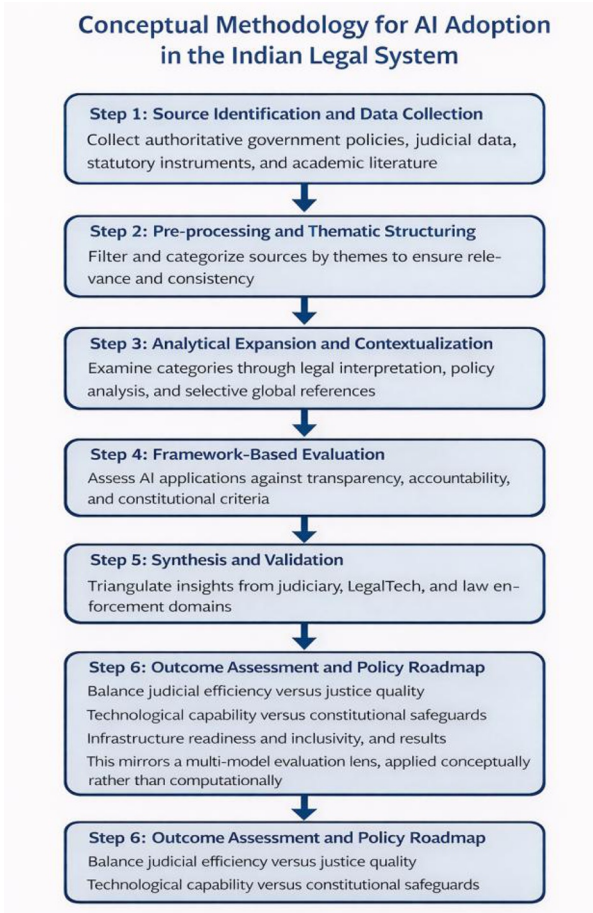 Conceptual Methodology for AI Adoption
in the Indian Legal System
Step 1: Source Identification and Data Collection
Collect authoritative government policies, judicial data,
statutory instruments, and academic literature
Step 2: Pre-processing and Thematic Structuring
Filter and categorize sources by themes to ensure rele-
vance and consistency
Step 3: Analytical Expansion and Contextualization
Examine categories through legal interpretation, policy
analysis, and selective global references
Step 4: Framework-Based Evaluation
Assess AI applications against transparency, accountability,
and constitutional criteria
Step 5: Synthesis and Validation
Triangulate insights from judiciary, LegalTech, and law en-
forcement domains
Step 6: Outcome Assessment and Policy Roadmap
Balance judicial efficiency versus justice quality
Technological capability versus constitutional safeguards
Infrastructure readiness and inclusivity, and results
This mirrors a multi-model evaluation lens, applied conceptually
rather than computationally
Step 6: Outcome Assessment and Policy Roadmap
Balance judicial efficiency versus justice quality
Technological capability versus constitutional safeguards